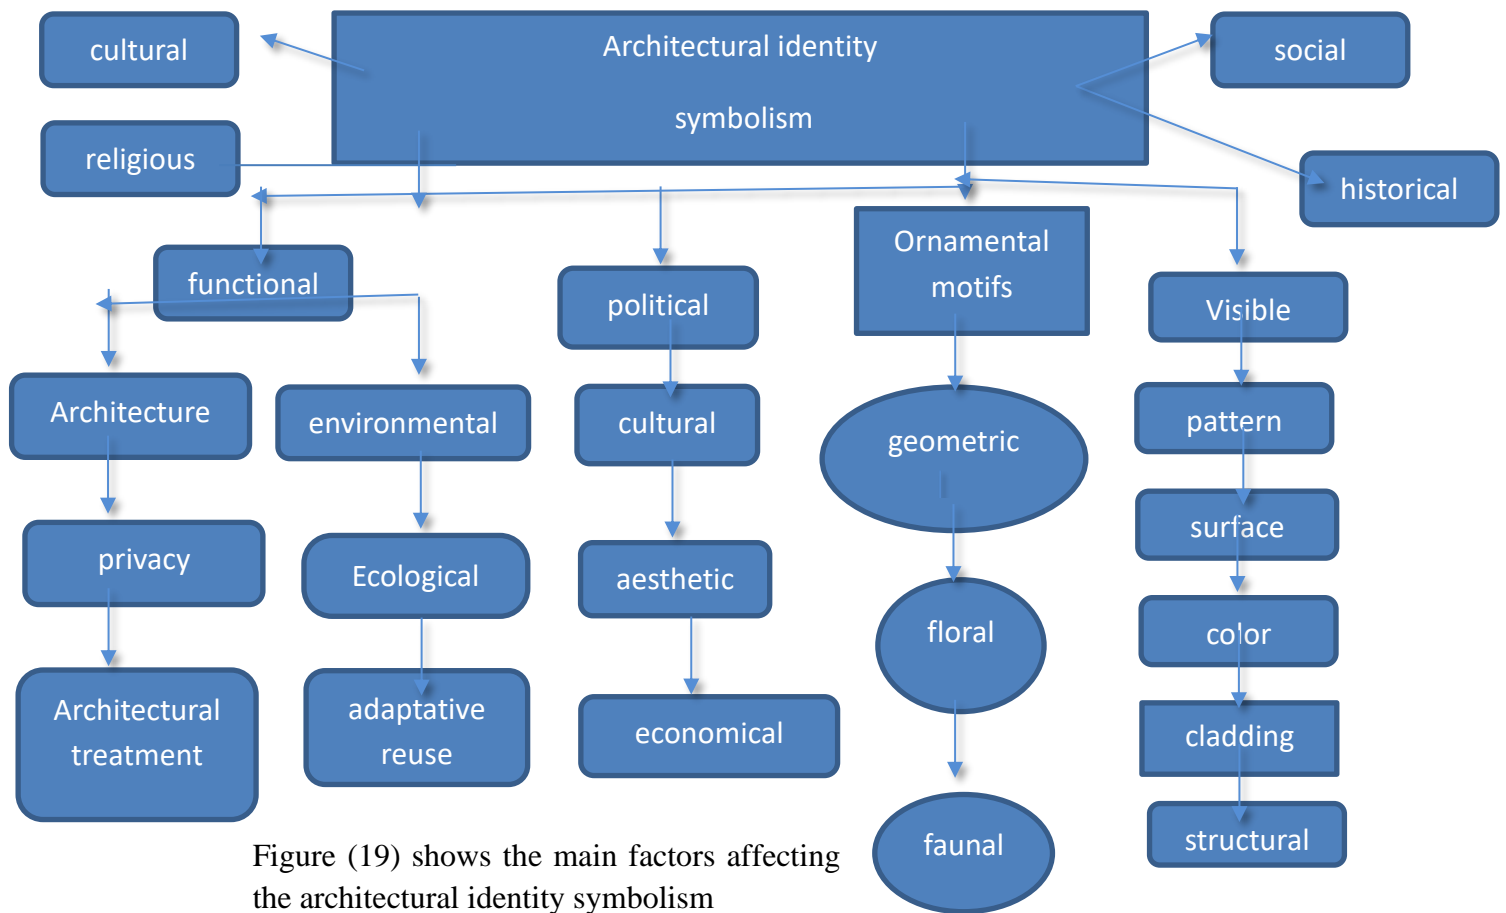 Architectural identity
symbolism
cultural
social
religious
historical
functional
political
Ornamental
motifs
Visible
Architecture
environmental
cultural
geometric
pattern
privacy
Ecological
aesthetic
floral
surface
color
Architectural
treatment
adaptative
reuse
economical
cladding
faunal
structural
Figure (19) shows the main factors affecting
the architectural identity symbolism